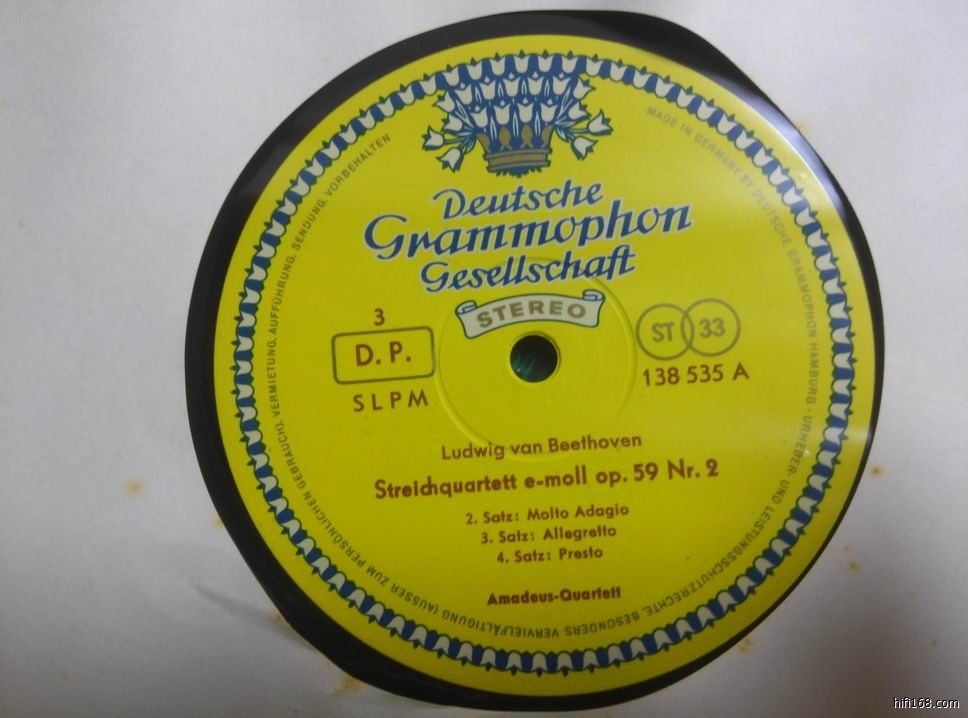 Deutsche
Grammophon
Gesellschaft
STEREO
3
D. P.
SLPM
ST 33
138 535 A
Ludwig van Beethoven
Streichquartett e-moll op. 59 Nr. 2
2. Satz: Molto Adagio
3. Satz: Allegretto
4. Satz: Presto
Amadeus-Quartett
MADE IN GERMANY BY DEUTSCHE GRAMMOPHON HAMBURG · URHEBER- UND LEISTUNGSSCHUTZRECHTE, BESONDERS VERVIELFÄLTIGUNG (AUSSER ZUM PERSÖNLICHEN GEBRAUCH), VERMIETUNG, AUFFÜHRUNG, SENDUNG, VORBEHALTEN
hifi168.com